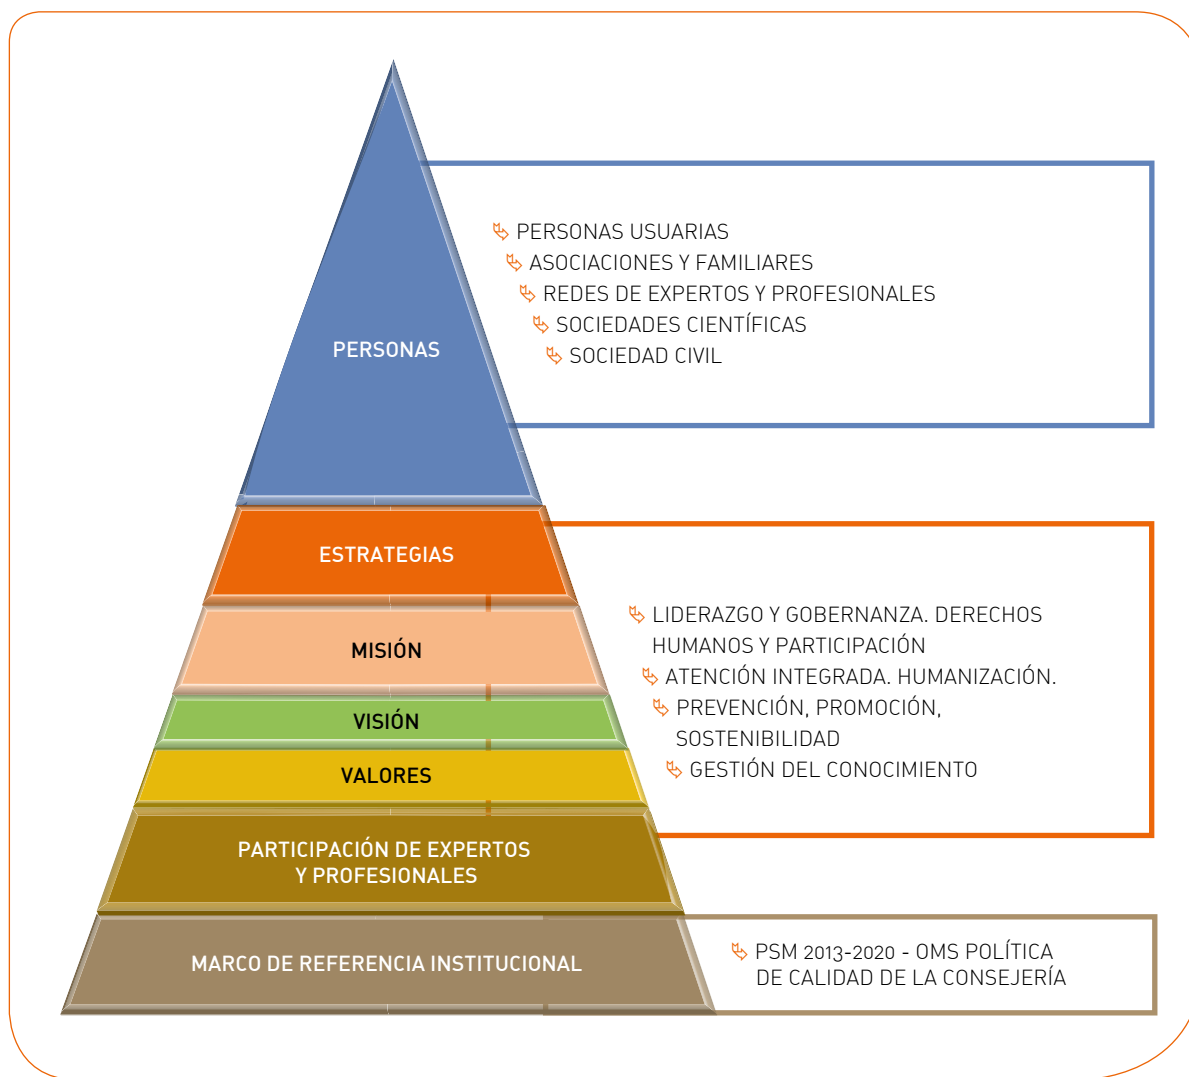 PERSONAS
PERSONAS USUARIAS
ASOCIACIONES Y FAMILIARES
REDES DE EXPERTOS Y PROFESIONALES
SOCIEDADES CIENTÍFICAS
SOCIEDAD CIVIL
ESTRATEGIAS
MISIÓN
VISIÓN
VALORES
PARTICIPACIÓN DE EXPERTOS
Y PROFESIONALES
LIDERAZGO Y GOBERNANZA. DERECHOS
HUMANOS Y PARTICIPACIÓN
ATENCIÓN INTEGRADA. HUMANIZACIÓN.
PREVENCIÓN, PROMOCIÓN,
SOSTENIBILIDAD
GESTIÓN DEL CONOCIMIENTO
MARCO DE REFERENCIA INSTITUCIONAL
PSM 2013-2020 - OMS POLÍTICA
DE CALIDAD DE LA CONSEJERÍA